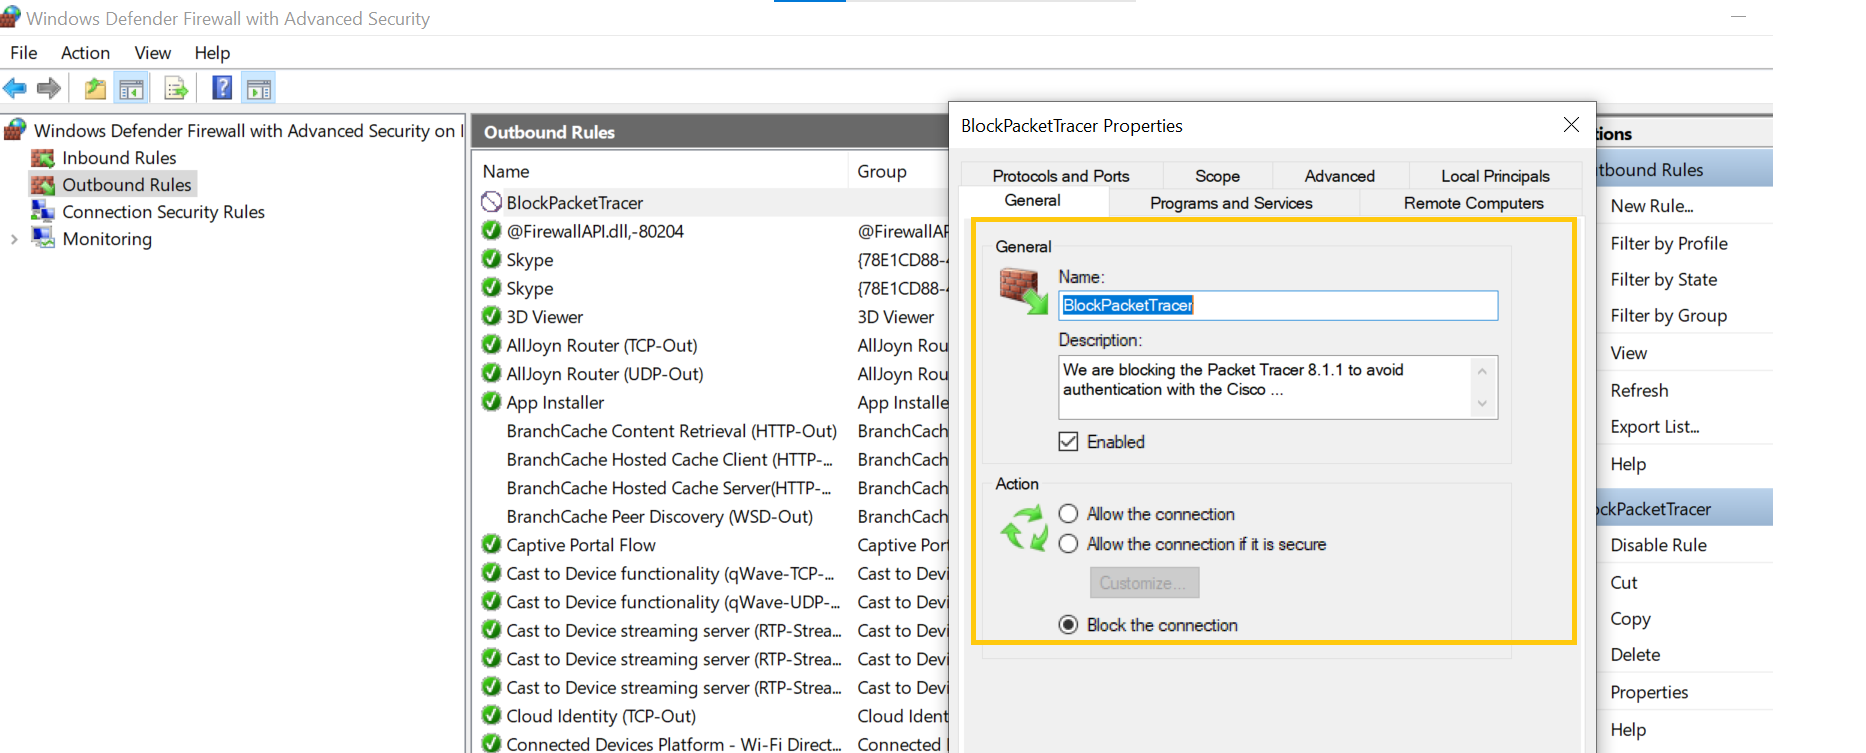 Windows Defender Firewall with Advanced Security
File Action View Help
Windows Defender Firewall with Advanced Security on
Inbound Rules
Outbound Rules
Connection Security Rules
Monitoring
Outbound Rules
Name Group
BlockPacketTracer
@FirewallAPI.dll,-80204 @FirewallAP
Skype {78E1CD88-4
Skype {78E1CD88-4
3D Viewer 3D Viewer
AllJoyn Router (TCP-Out) AllJoyn Rou
AllJoyn Router (UDP-Out) AllJoyn Rou
App Installer App Installe
BranchCache Content Retrieval (HTTP-Out) BranchCach
BranchCache Hosted Cache Client (HTTP-... BranchCach
BranchCache Hosted Cache Server(HTTP-... BranchCach
BranchCache Peer Discovery (WSD-Out) BranchCach
Captive Portal Flow Captive Por
Cast to Device functionality (qWave-TCP-... Cast to Devi
Cast to Device functionality (qWave-UDP-... Cast to Devi
Cast to Device streaming server (RTP-Strea... Cast to Devi
Cast to Device streaming server (RTP-Strea... Cast to Devi
Cast to Device streaming server (RTP-Strea... Cast to Devi
Cloud Identity (TCP-Out) Cloud Ident
Connected Devices Platform - Wi-Fi Direct... Connected
BlockPacketTracer Properties
Protocols and Ports Scope Advanced Local Principals
General Programs and Services Remote Computers
General
Name:
BlockPacketTracer
Description:
We are blocking the Packet Tracer 8.1.1 to avoid
authentication with the Cisco ...
Enabled
Action
Allow the connection
Allow the connection if it is secure
Customize...
Block the connection
tions
tbound Rules
New Rule...
Filter by Profile
Filter by State
Filter by Group
View
Refresh
Export List...
Help
ckPacketTracer
Disable Rule
Cut
Copy
Delete
Properties
Help